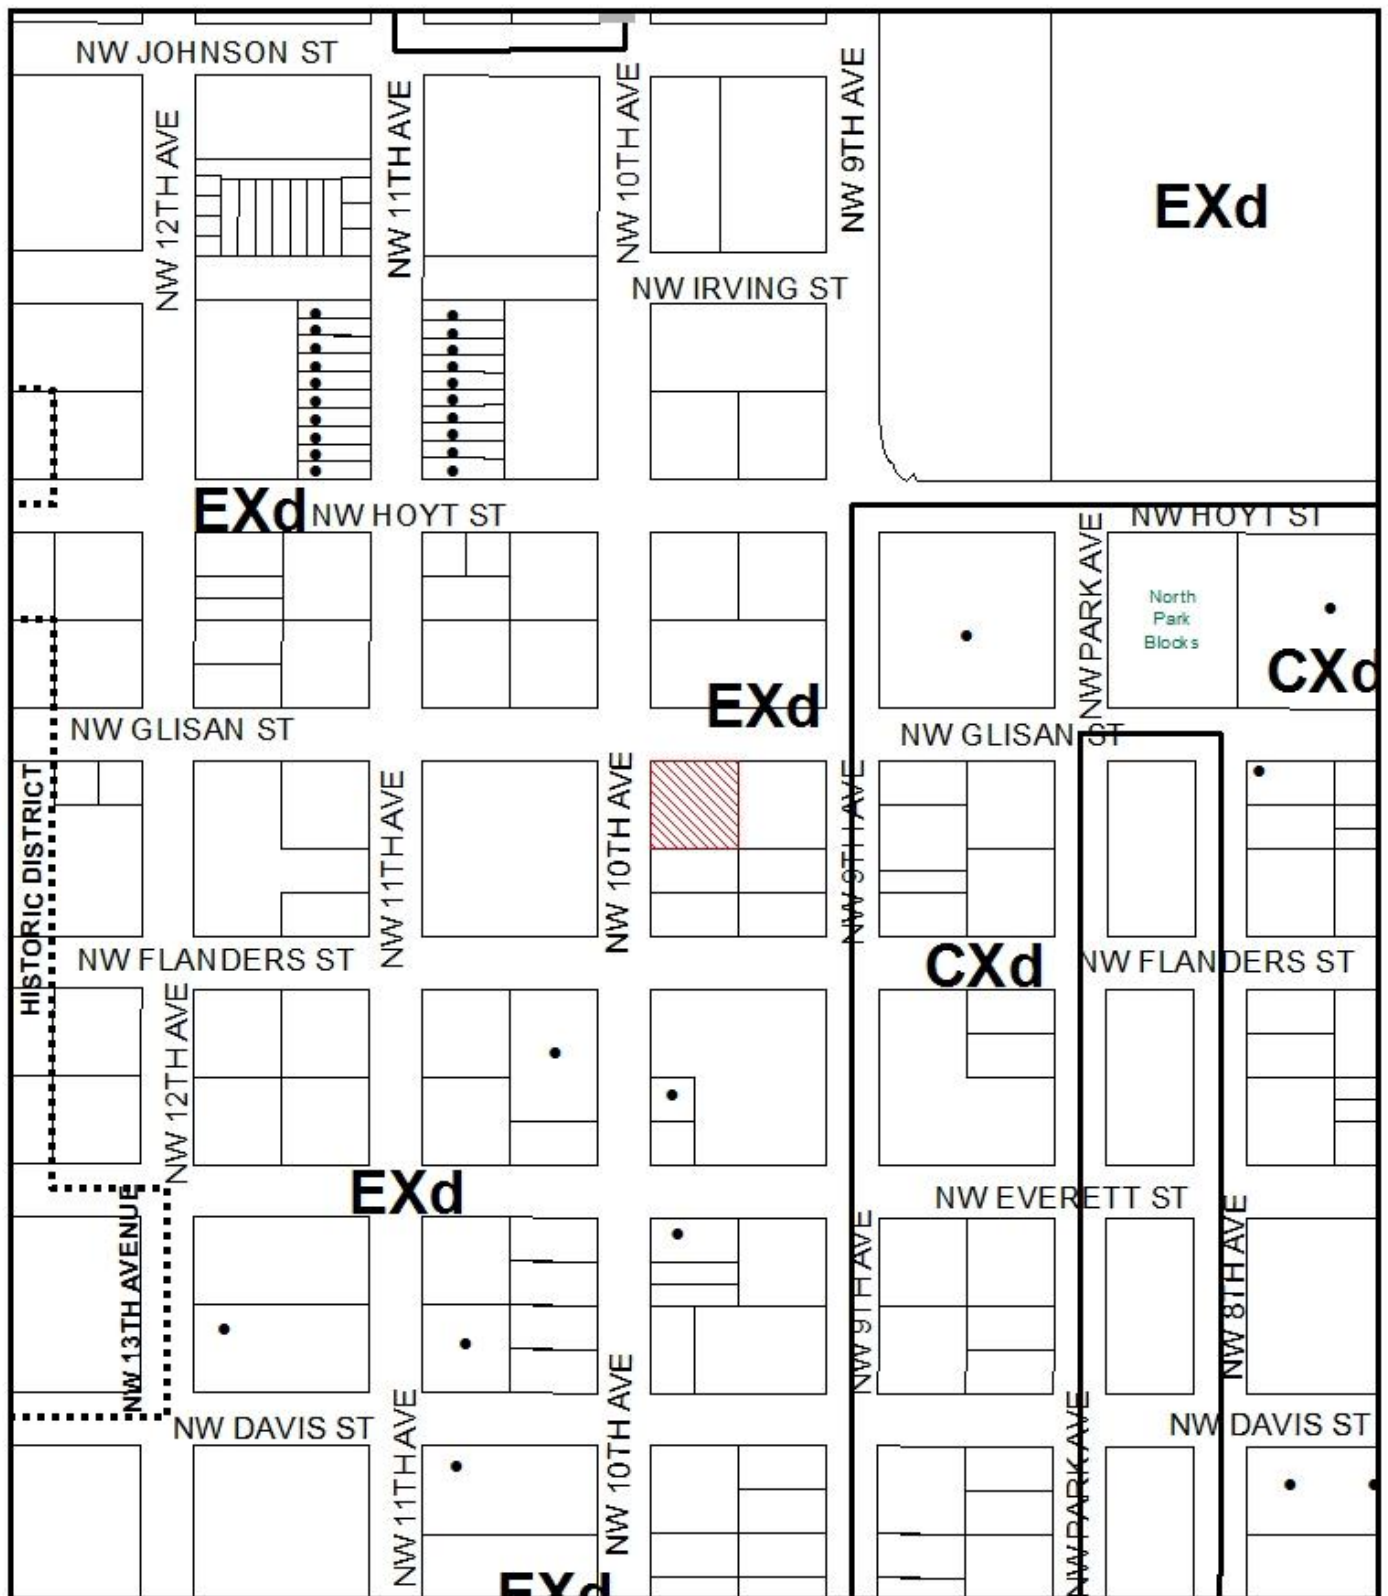 NW JOHNSON ST
NW 12TH AVE
NW 11TH AVE
NW 10TH AVE
NW 9TH AVE
EXd
NW IRVING ST
EXd
NW HOYT ST
NW HOYT ST
NW PARK AVE
North
Park
Blocks
CXd
EXd
NW GLISAN ST
NW GLISAN ST
HISTORIC DISTRICT
NW 11TH AVE
NW 10TH AVE
NW 9TH AVE
NW FLANDERS ST
CXd
NW FLANDERS ST
NW 12TH AVE
EXd
NW EVERETT ST
NW 13TH AVENUE
NW 9TH AVE
NW 8TH AVE
NW DAVIS ST
NW DAVIS ST
NW 11TH AVE
NW 10TH AVE
NW PARK AVE
EXd